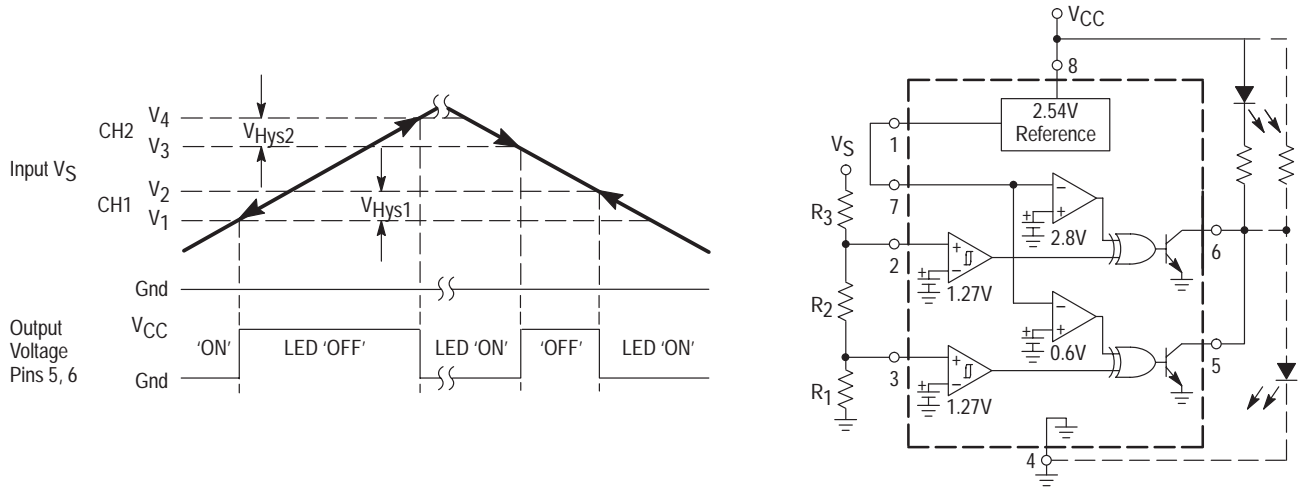 Input VS
CH2
V4
V3
VHys2
CH1
V2
V1
VHys1
Gnd
Output
Voltage
Pins 5, 6
VCC
Gnd
'ON'
LED 'OFF'
LED 'ON'
'OFF'
LED 'ON'
VCC
8
2.54V
Reference
1
VS
7
R3
+
−
+
2.8V
6
2
+
−
+
1.27V
R2
+
−
+
0.6V
5
3
+
−
+
1.27V
R1
4